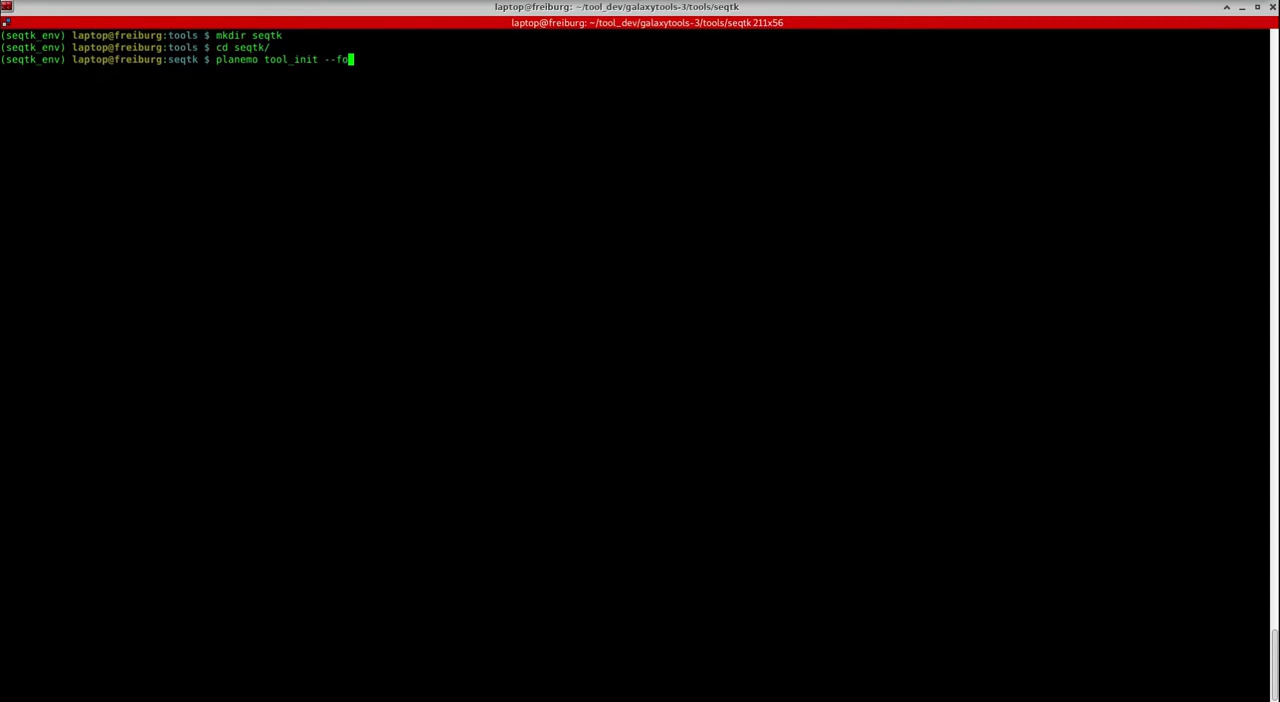 laptop@freiburg: ~/tool_dev/galaxytools-3/tools/seqtk
laptop@freiburg: ~/tool_dev/galaxytools-3/tools/seqtk 211x56
(seqtk_env) laptop@freiburg:tools $ mkdir seqtk
(seqtk_env) laptop@freiburg:tools $ cd seqtk/
(seqtk_env) laptop@freiburg:seqtk $ planemo tool_init --fo